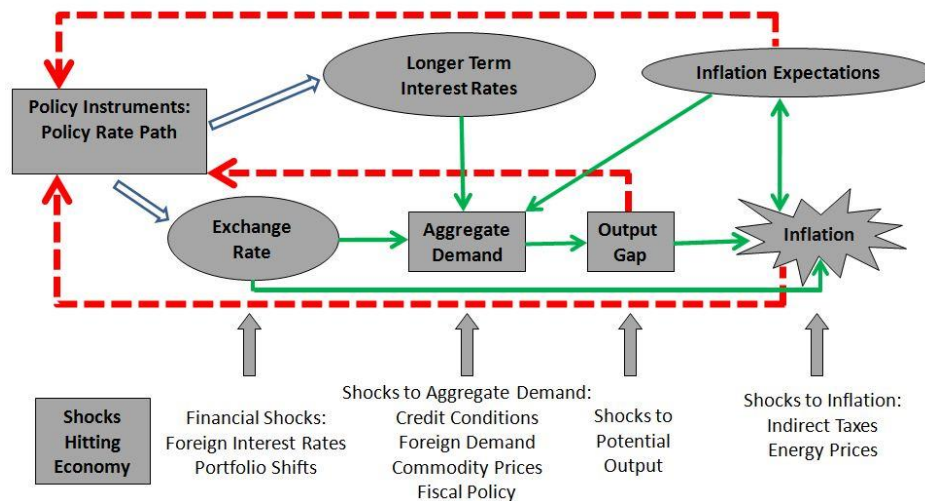 Longer Term
Interest Rates
Inflation Expectations
Policy Instruments:
Policy Rate Path
Exchange
Rate
Aggregate
Demand
Output
Gap
Inflation
Shocks
Hitting
Economy
Financial Shocks:
Foreign Interest Rates
Portfolio Shifts
Shocks to Aggregate Demand:
Credit Conditions
Foreign Demand
Commodity Prices
Fiscal Policy
Shocks to
Potential
Output
Shocks to Inflation:
Indirect Taxes
Energy Prices